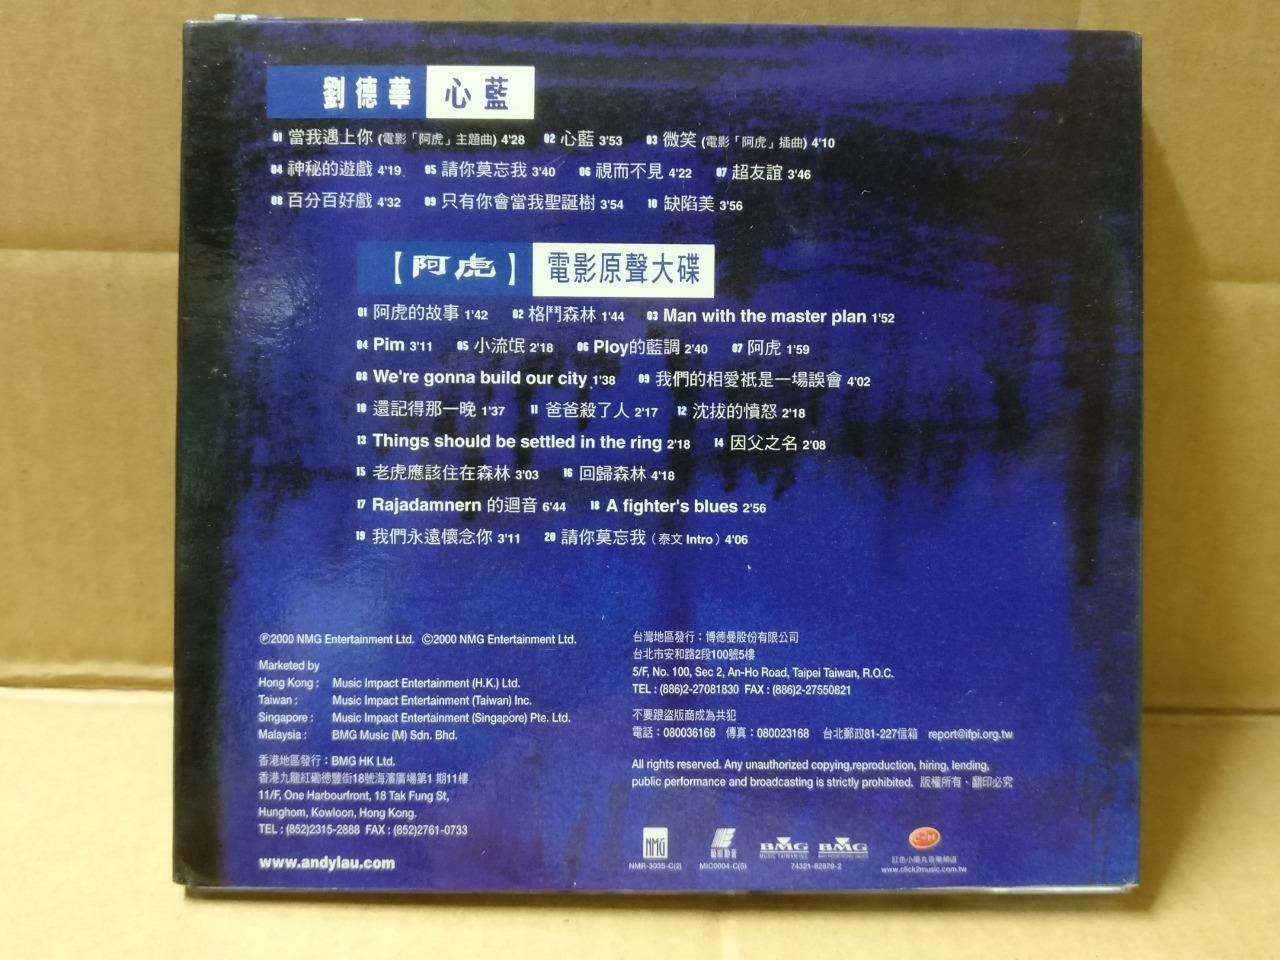 劉德華 心藍
01 當我遇上你 (電影「阿虎」主題曲) 4'28 02 心藍 3'53 03 微笑 (電影「阿虎」插曲) 4'10
04 神秘的遊戲 4'19 05 請你莫忘我 3'40 06 視而不見 4'22 07 超友誼 3'46
08 百分百好戲 4'32 09 只有你會當我聖誕樹 3'54 10 缺陷美 3'56
【阿虎】 電影原聲大碟
01 阿虎的故事 1'42 02 格鬥森林 1'44 03 Man with the master plan 1'52
04 Pim 3'11 05 小流氓 2'18 06 Ploy的藍調 2'40 07 阿虎 1'59
08 We're gonna build our city 1'38 09 我們的相愛衹是一場誤會 4'02
10 還記得那一晚 1'37 11 爸爸殺了人 2'17 12 沈拔的憤怒 2'18
13 Things should be settled in the ring 2'18 14 因父之名 2'08
15 老虎應該住在森林 3'03 16 回歸森林 4'18
17 Rajadamnern 的迴音 6'44 18 A fighter's blues 2'56
19 我們永遠懷念你 3'11 20 請你莫忘我（泰文 Intro）4'06
℗2000 NMG Entertainment Ltd. ©2000 NMG Entertainment Ltd.
Marketed by
Hong Kong : Music Impact Entertainment (H.K.) Ltd.
Taiwan : Music Impact Entertainment (Taiwan) Inc.
Singapore : Music Impact Entertainment (Singapore) Pte. Ltd.
Malaysia : BMG Music (M) Sdn. Bhd.
香港地區發行：BMG HK Ltd.
香港九龍紅磡德豐街18號海濱廣場第1期11樓
11/F, One Harbourfront, 18 Tak Fung St,
Hunghom, Kowloon, Hong Kong.
TEL : (852)2315-2888 FAX : (852)2761-0733
www.andylau.com
台灣地區發行：博德曼股份有限公司
台北市安和路2段100號5樓
5/F, No. 100, Sec 2, An-Ho Road, Taipei Taiwan, R.O.C.
TEL : (886)2-27081830 FAX : (886)2-27550821
不要跟盜版商成為共犯
電話：080036168 傳真：080023168 台北郵政81-227信箱 report@ifpi.org.tw
All rights reserved. Any unauthorized copying,reproduction, hiring, lending,
public performance and broadcasting is strictly prohibited. 版權所有、翻印必究
NMG BMG BMG
MUSIC TAIWAN INC.
NMR-3035-C(2) MIC0004-C(5) 74321-82879-2 紅色小藥丸音樂頻道
www.click2music.com.tw